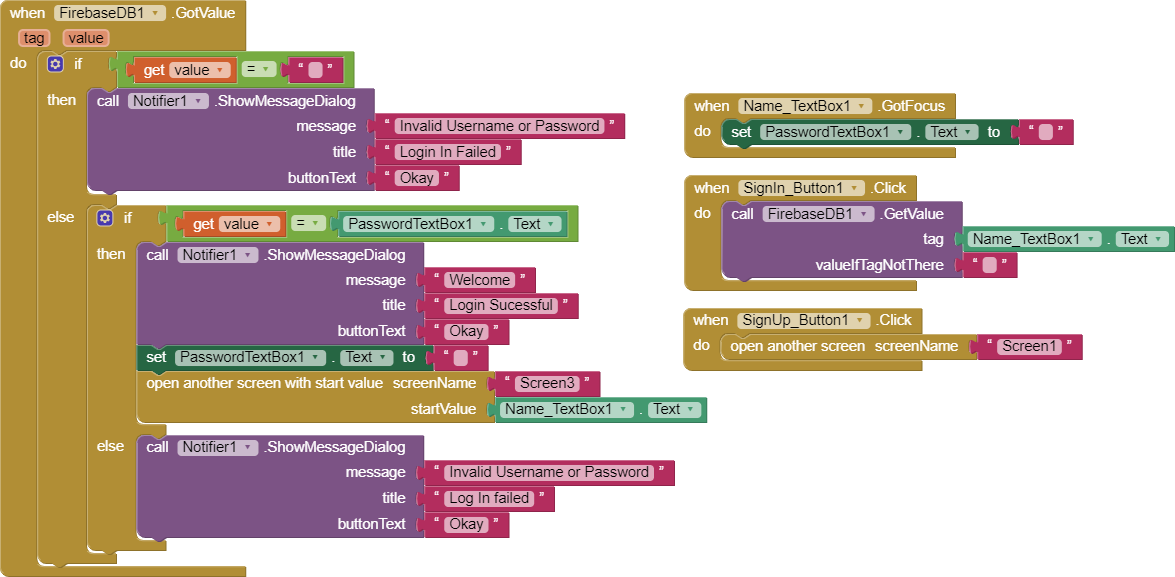 when FirebaseDB1 .GotValue
tag value
do if get value = " "
then call Notifier1 .ShowMessageDialog
message " Invalid Username or Password "
title " Login In Failed "
buttonText " Okay "
else if get value = PasswordTextBox1 . Text
then call Notifier1 .ShowMessageDialog
message " Welcome "
title " Login Sucessful "
buttonText " Okay "
set PasswordTextBox1 . Text to " "
open another screen with start value screenName " Screen3 "
startValue Name_TextBox1 . Text
else call Notifier1 .ShowMessageDialog
message " Invalid Username or Password "
title " Log In failed "
buttonText " Okay "
when Name_TextBox1 .GotFocus
do set PasswordTextBox1 . Text to " "
when SignIn_Button1 .Click
do call FirebaseDB1 .GetValue
tag Name_TextBox1 . Text
valueIfTagNotThere " "
when SignUp_Button1 .Click
do open another screen screenName " Screen1 "